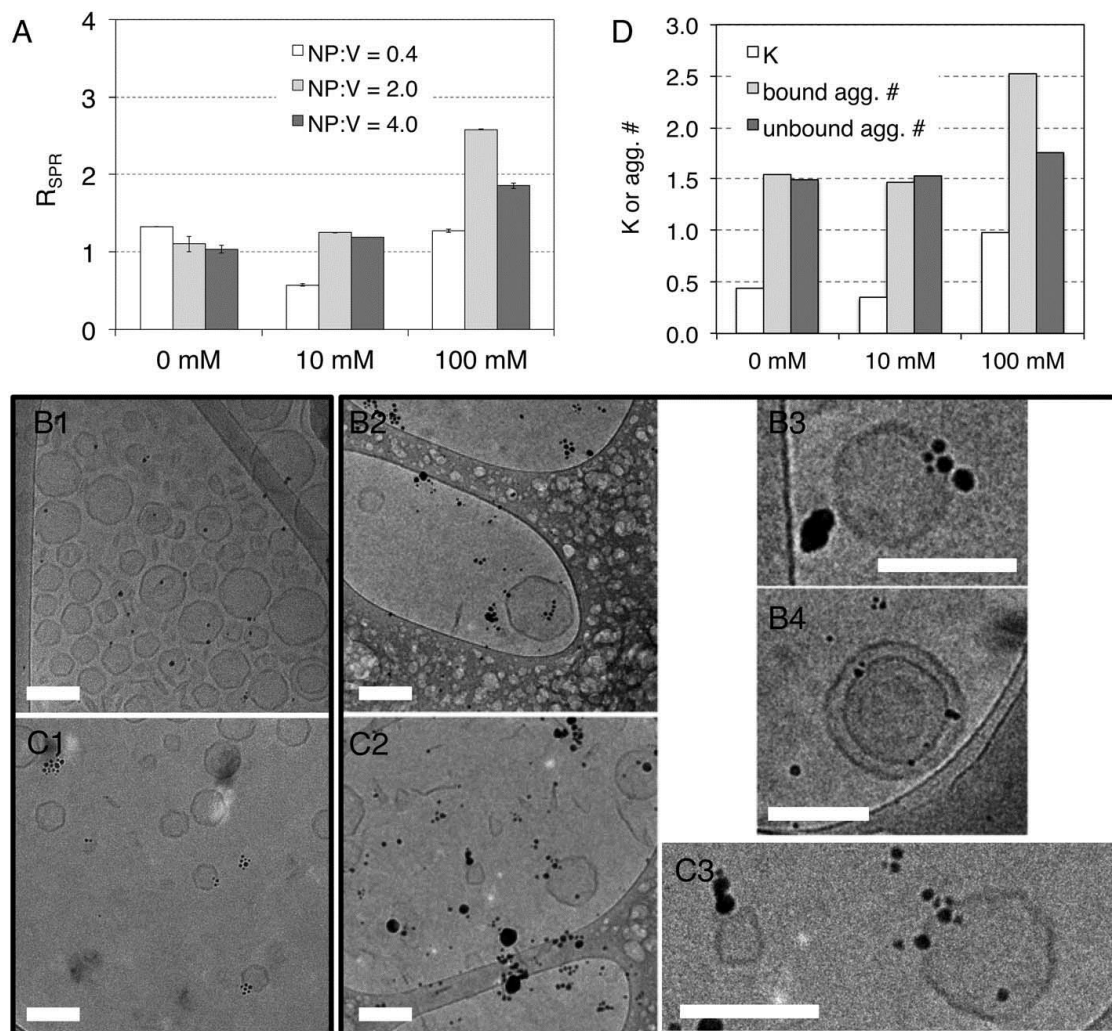 A
4
3
2
1
0
R_SPR
NP:V = 0.4
NP:V = 2.0
NP:V = 4.0
0 mM
10 mM
100 mM
D
3.0
2.5
2.0
1.5
1.0
0.5
0.0
K or agg. #
K
bound agg. #
unbound agg. #
0 mM
10 mM
100 mM
B1
B2
B3
B4
C1
C2
C3